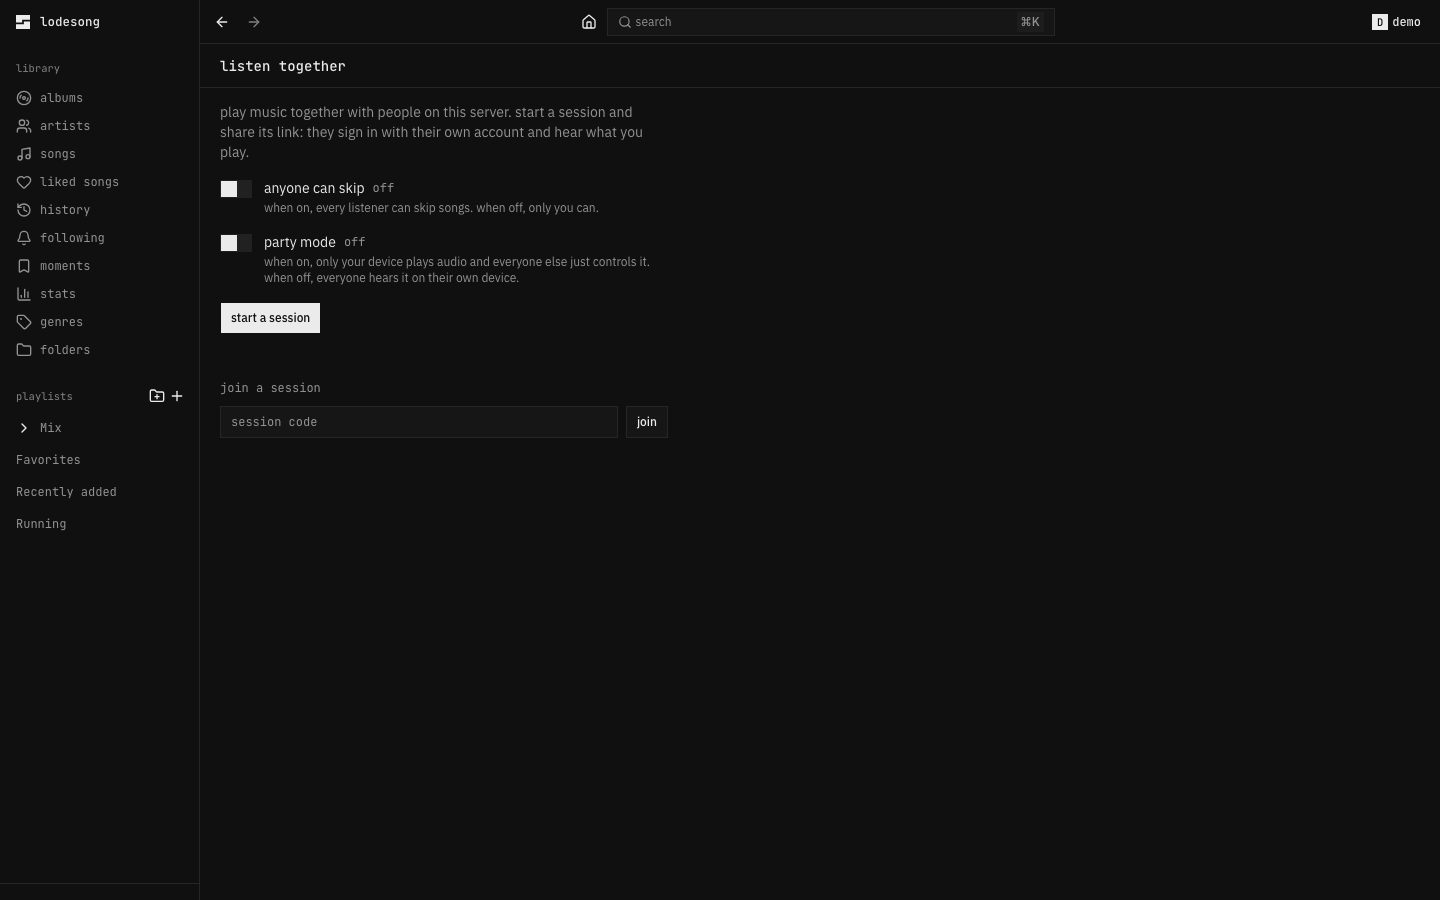 lodesong
search
⌘K
D demo
library
albums
artists
songs
liked songs
history
following
moments
stats
genres
folders
playlists
Mix
Favorites
Recently added
Running
listen together
play music together with people on this server. start a session and
share its link: they sign in with their own account and hear what you
play.
anyone can skip off
when on, every listener can skip songs. when off, only you can.
party mode off
when on, only your device plays audio and everyone else just controls it.
when off, everyone hears it on their own device.
start a session
join a session
session code
join